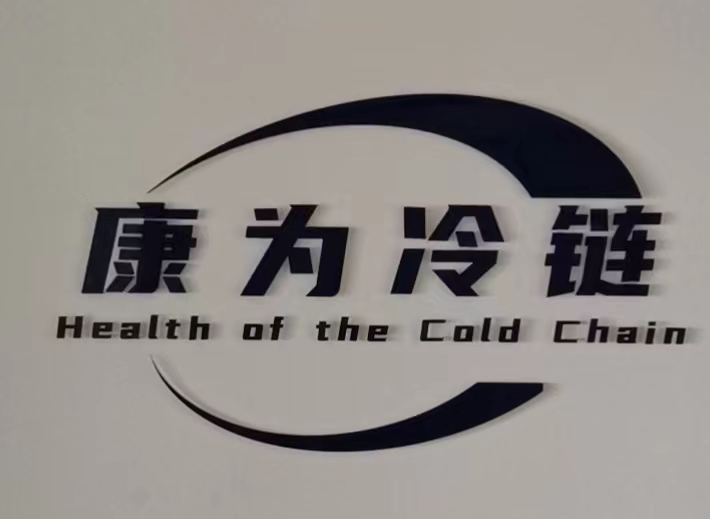 康为冷链
Health of the Cold Chain